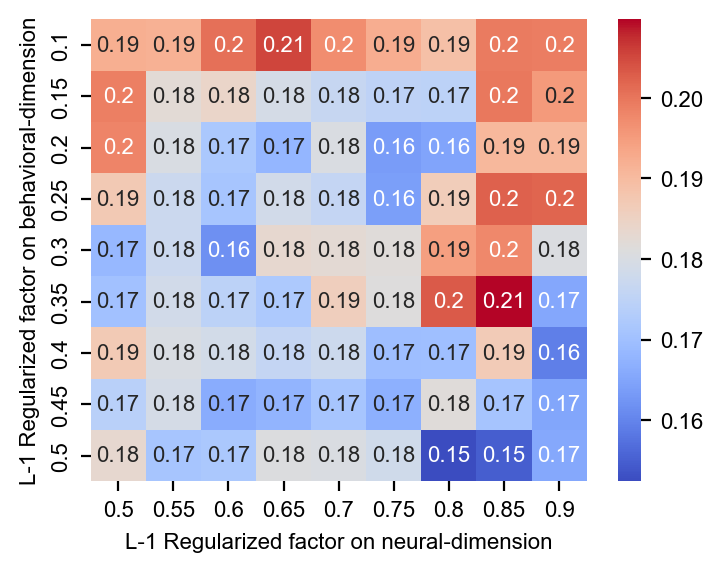 L-1 Regularized factor on behavioral-dimension
0.1 0.19 0.19 0.2 0.21 0.2 0.19 0.19 0.2 0.2
0.15 0.2 0.18 0.18 0.18 0.18 0.17 0.17 0.2 0.2
0.2 0.2 0.18 0.17 0.17 0.18 0.16 0.16 0.19 0.19
0.25 0.19 0.18 0.17 0.18 0.18 0.16 0.19 0.2 0.2
0.3 0.17 0.18 0.16 0.18 0.18 0.18 0.19 0.2 0.18
0.35 0.17 0.18 0.17 0.17 0.19 0.18 0.2 0.21 0.17
0.4 0.19 0.18 0.18 0.18 0.18 0.17 0.17 0.19 0.16
0.45 0.17 0.18 0.17 0.17 0.17 0.17 0.18 0.17 0.17
0.5 0.18 0.17 0.17 0.18 0.18 0.18 0.15 0.15 0.17
0.5 0.55 0.6 0.65 0.7 0.75 0.8 0.85 0.9
L-1 Regularized factor on neural-dimension
0.20
0.19
0.18
0.17
0.16